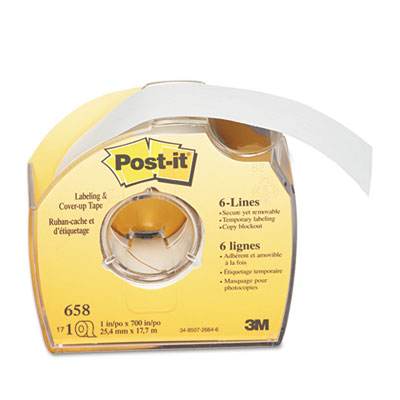 Post-it
Labeling &
Cover-up Tape
Ruban-cache et
d'étiquetage
6-Lines
• Secure yet removable
• Temporary labeling
• Copy blockout
6 lignes
• Adhérent et amovible
à la fois
• Étiquetage temporaire
• Masquage pour
photocopies
658
17 1 1 in/po x 700 in/po
25,4 mm x 17,7 m
34-8507-2664-6
3M